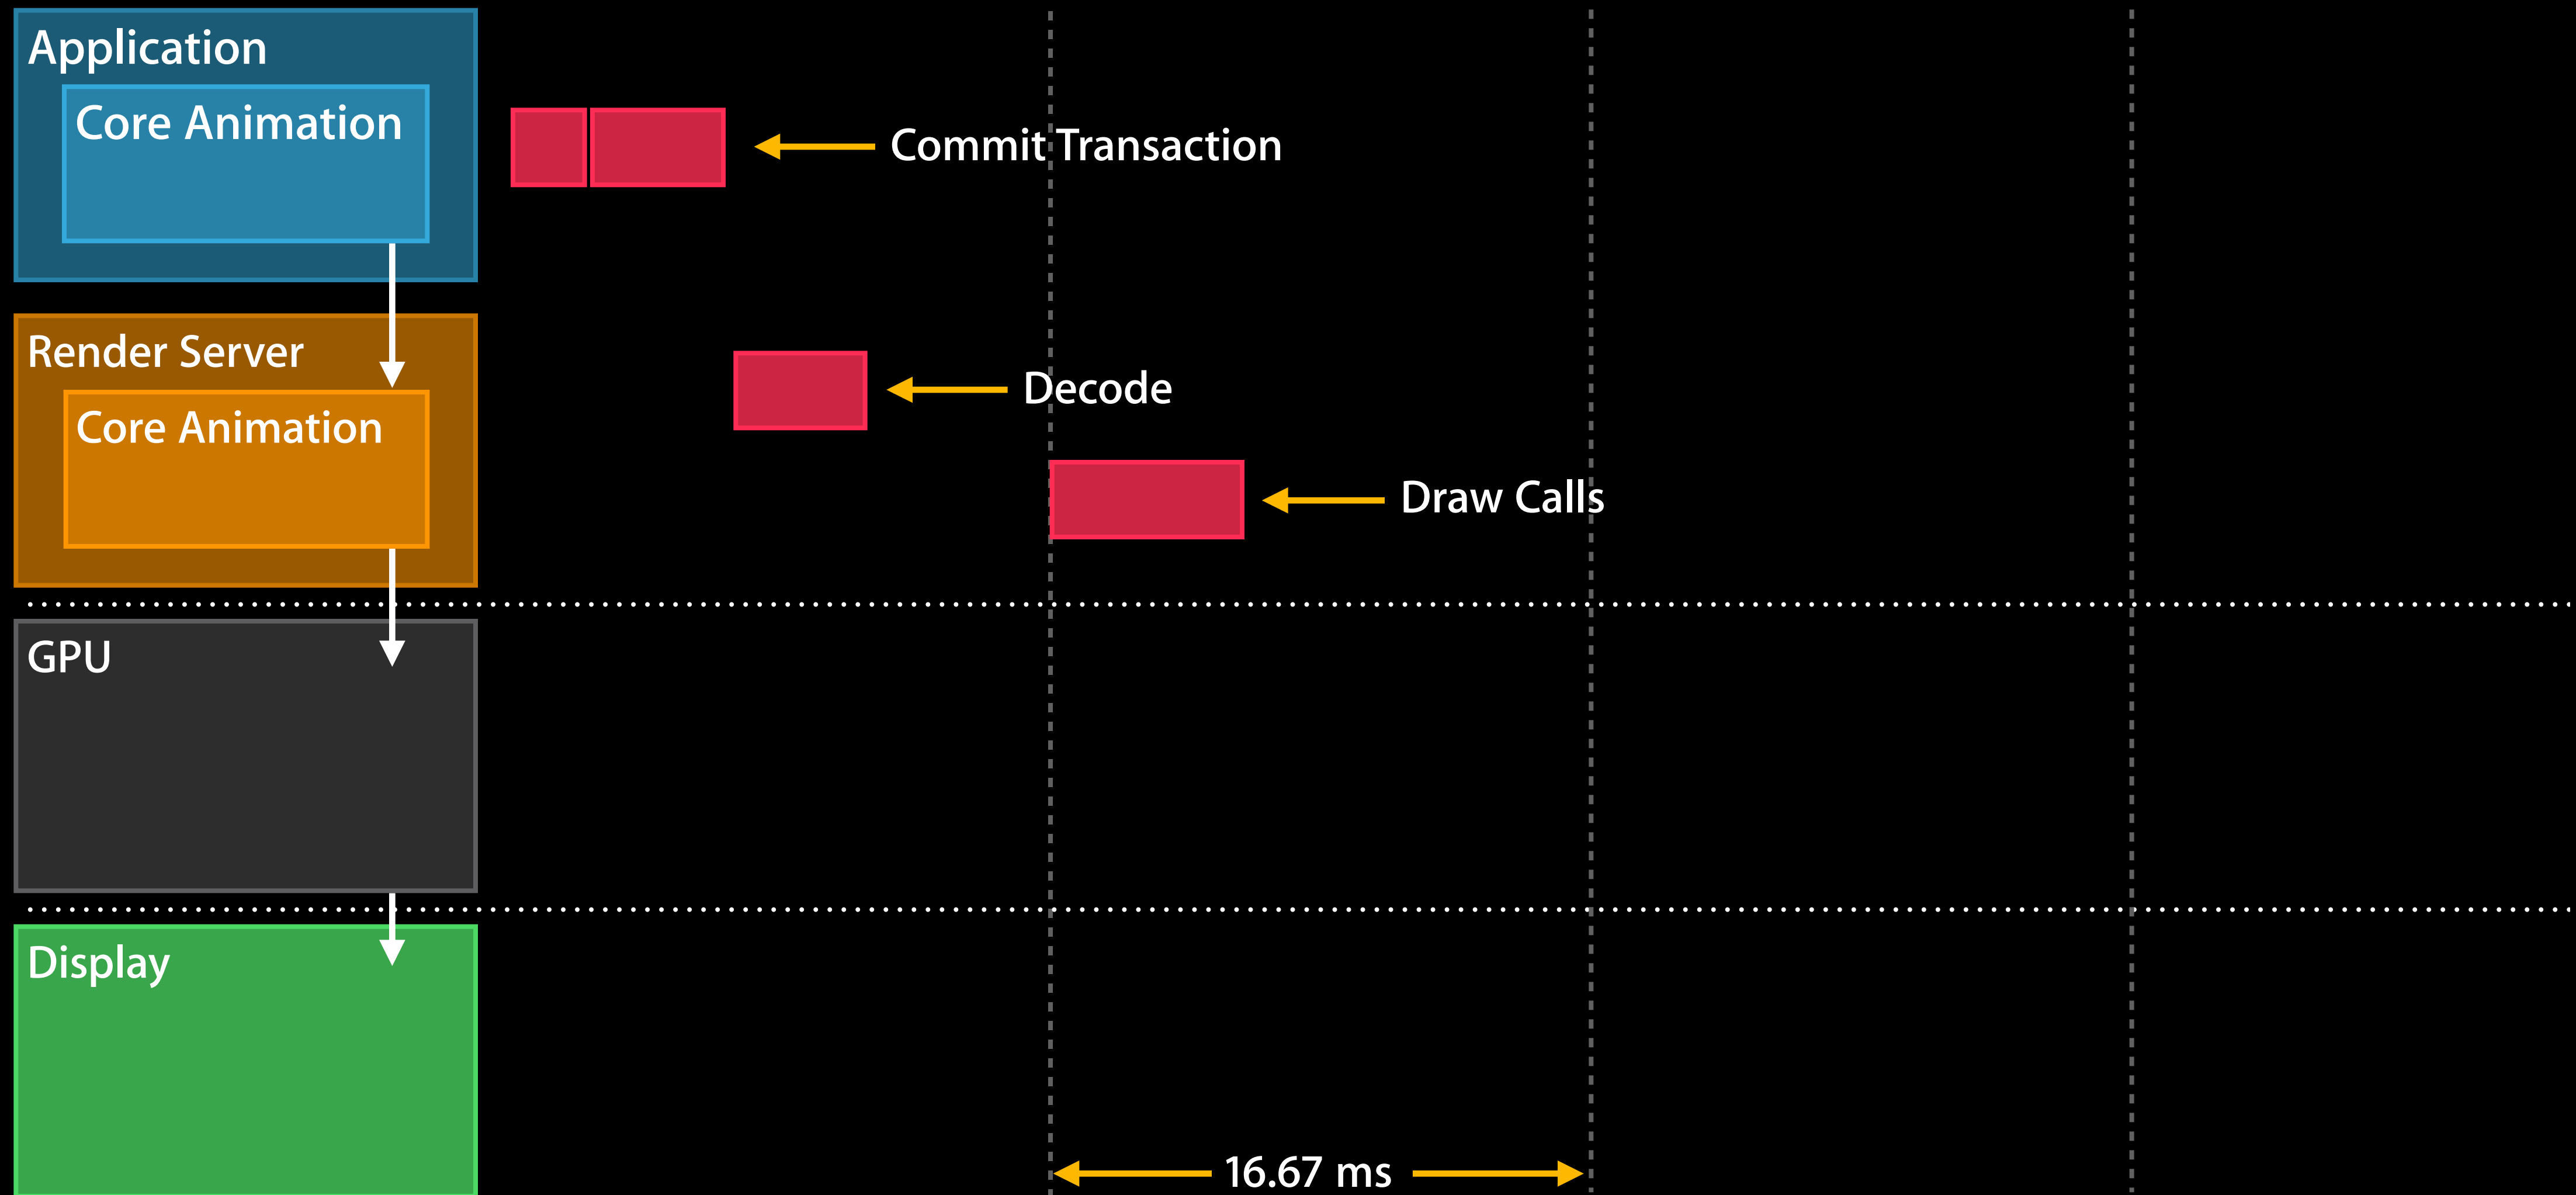 Application
Core Animation
Commit Transaction
Render Server
Decode
Core Animation
Draw Calls
GPU
Display
16.67 ms